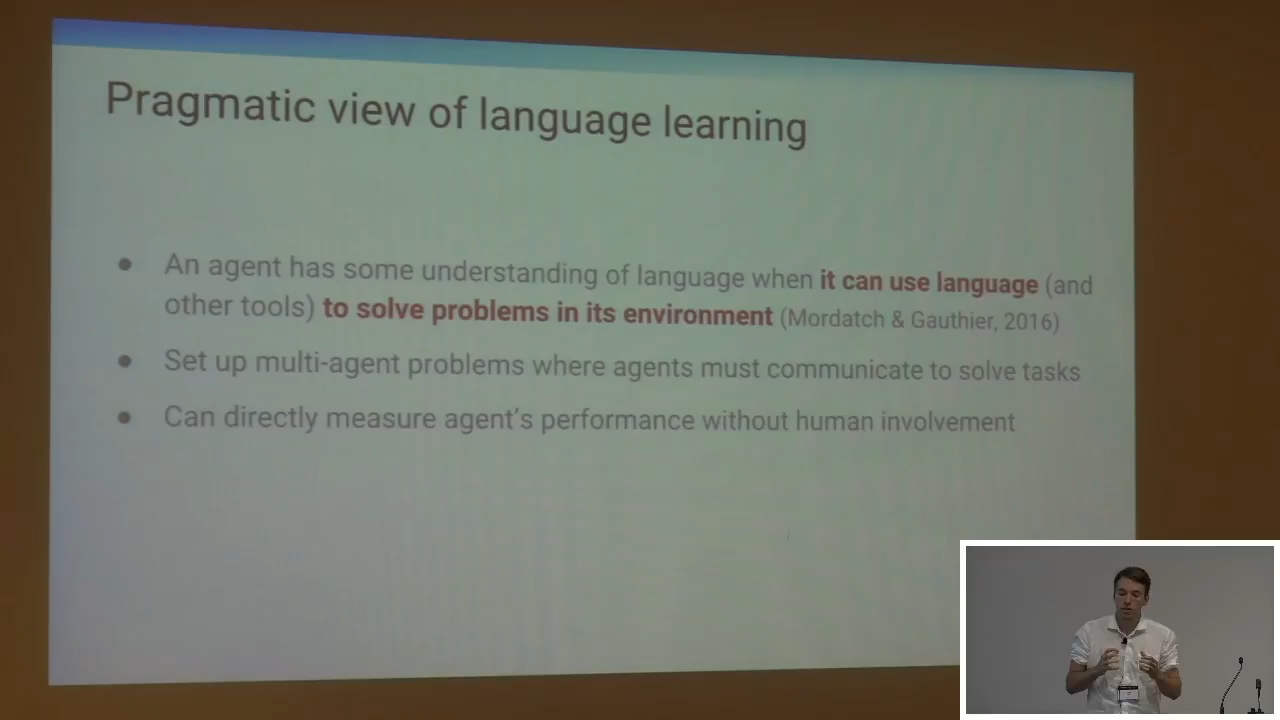 Pragmatic view of language learning
● An agent has some understanding of language when it can use language (and
other tools) to solve problems in its environment (Mordatch & Gauthier, 2016)
● Set up multi-agent problems where agents must communicate to solve tasks
● Can directly measure agent's performance without human involvement